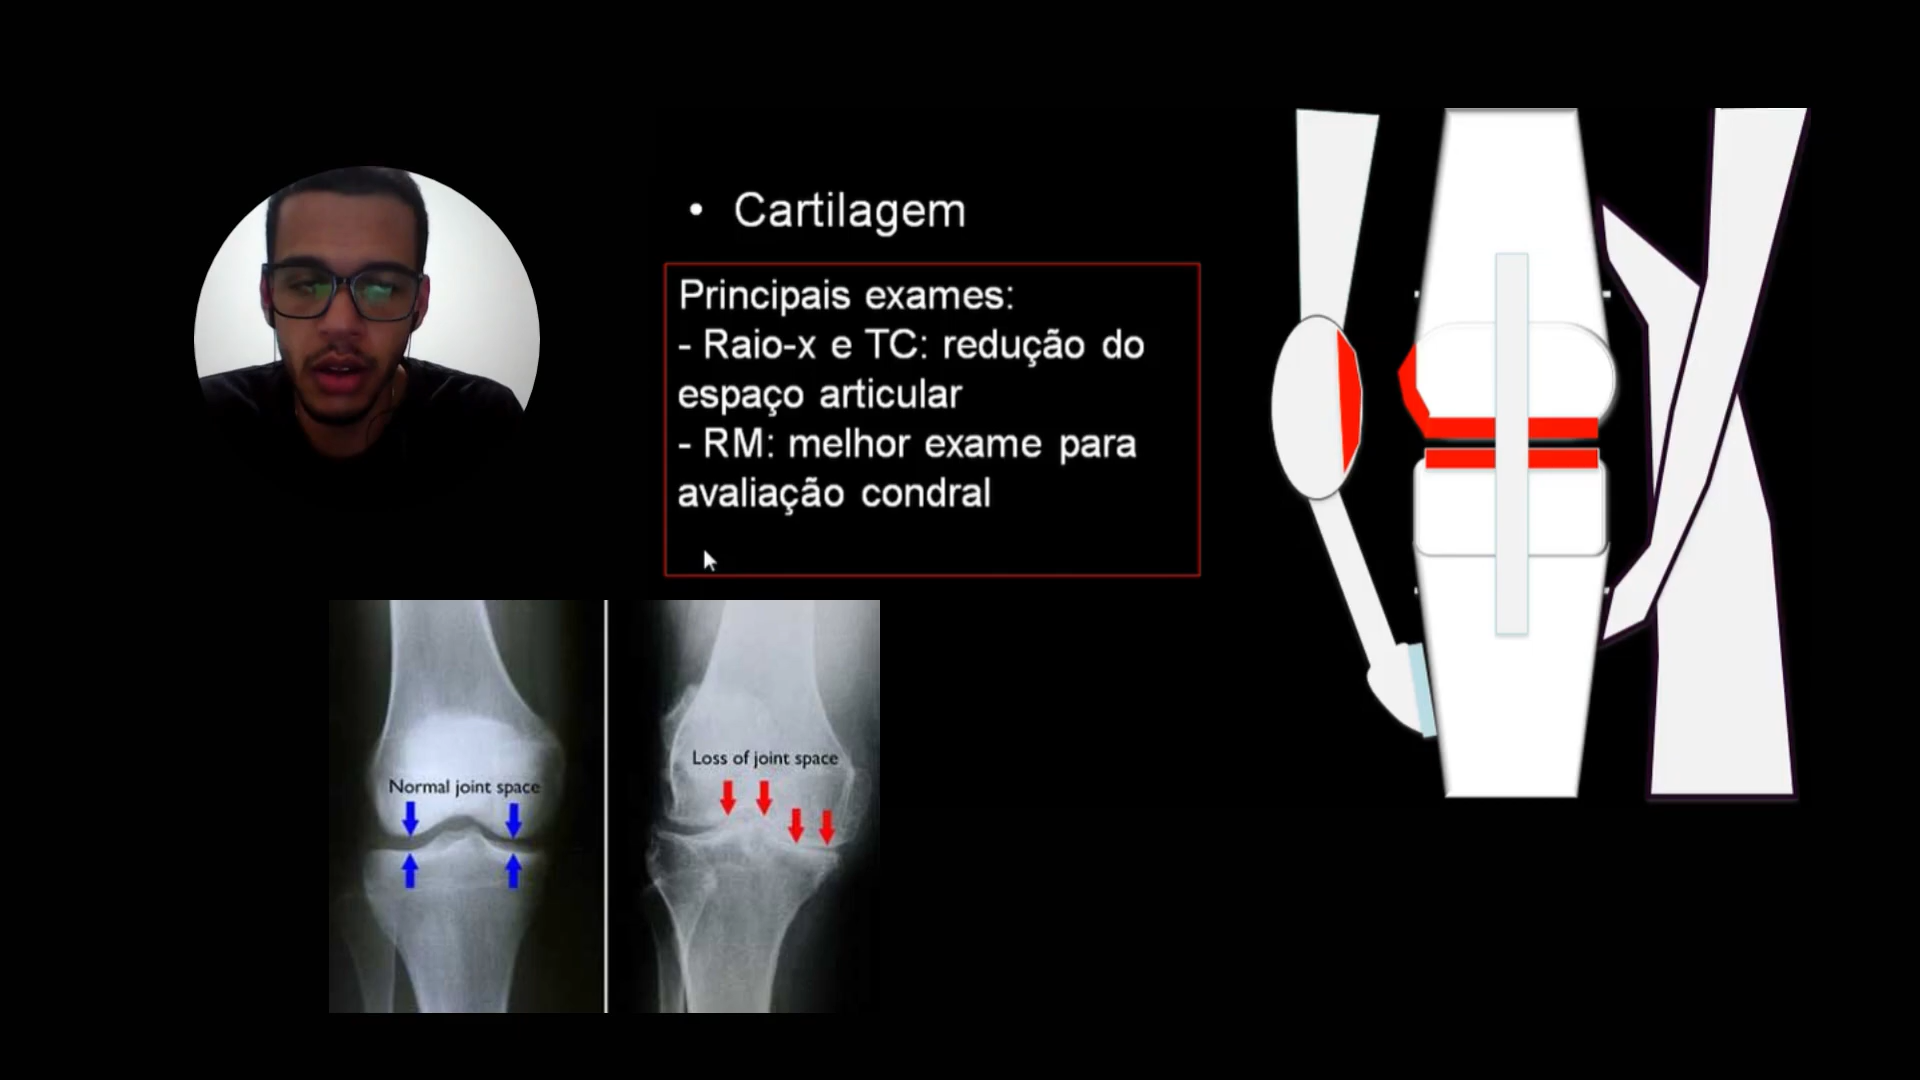 • Cartilagem
Principais exames:
- Raio-x e TC: redução do
espaço articular
- RM: melhor exame para
avaliação condral
Normal joint space
Loss of joint space